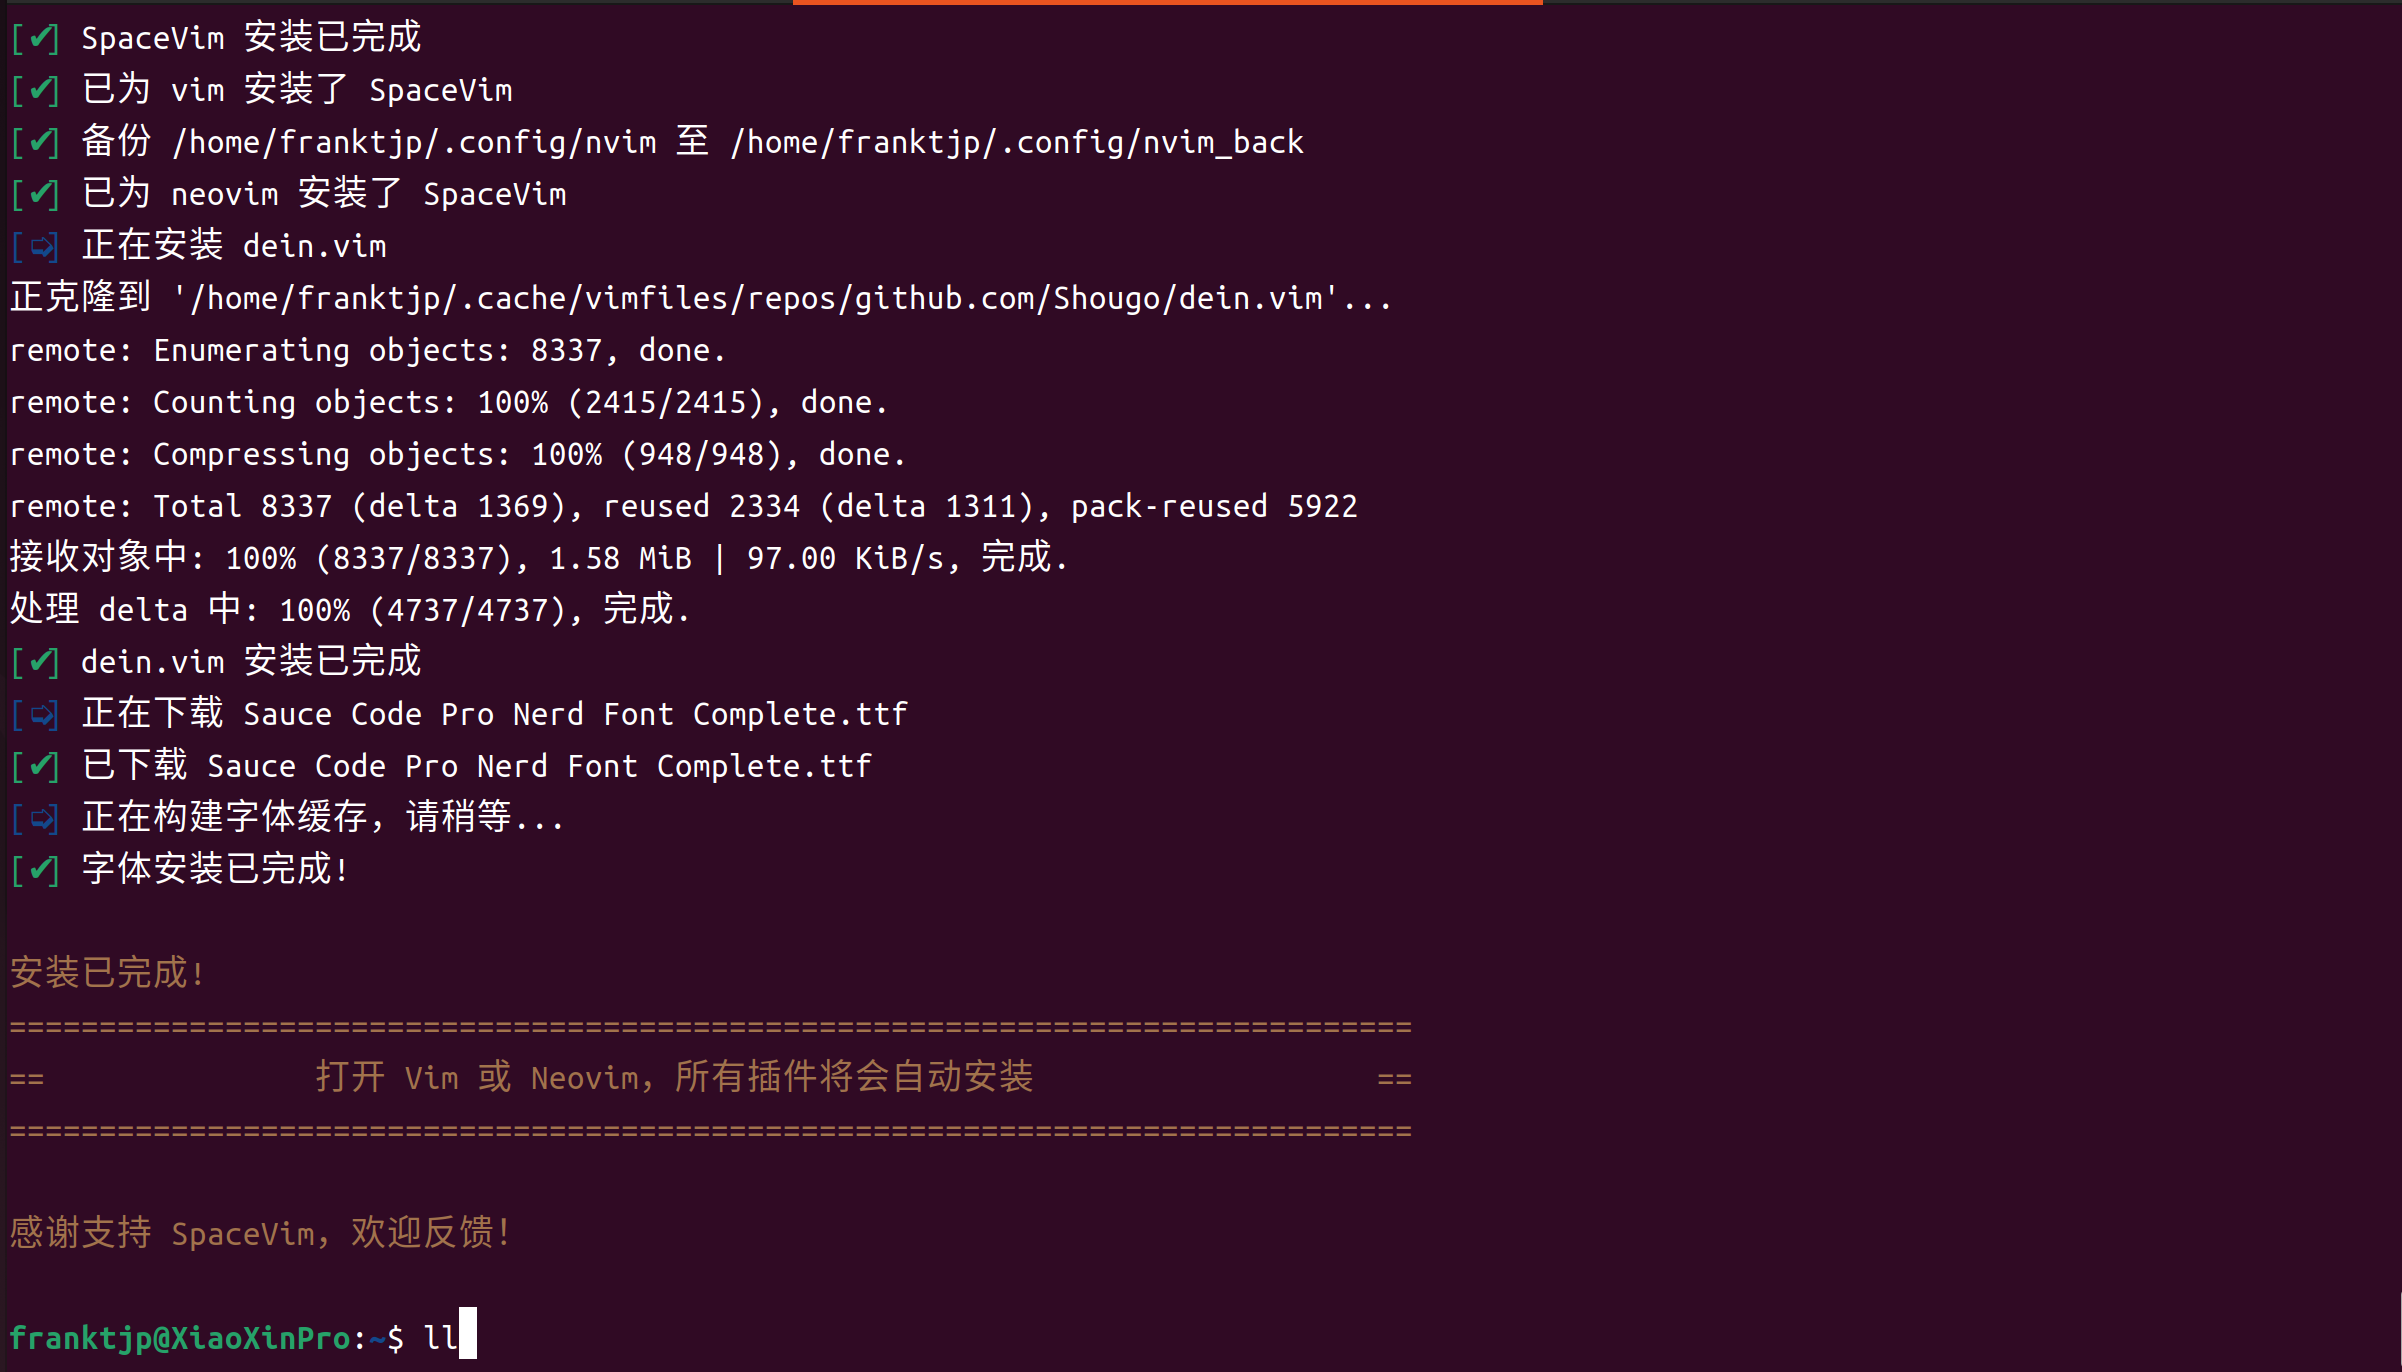 [✔] SpaceVim 安装已完成
[✔] 已为 vim 安装了 SpaceVim
[✔] 备份 /home/franktjp/.config/nvim 至 /home/franktjp/.config/nvim_back
[✔] 已为 neovim 安装了 SpaceVim
[➭] 正在安装 dein.vim
正克隆到 '/home/franktjp/.cache/vimfiles/repos/github.com/Shougo/dein.vim'...
remote: Enumerating objects: 8337, done.
remote: Counting objects: 100% (2415/2415), done.
remote: Compressing objects: 100% (948/948), done.
remote: Total 8337 (delta 1369), reused 2334 (delta 1311), pack-reused 5922
接收对象中: 100% (8337/8337), 1.58 MiB | 97.00 KiB/s, 完成.
处理 delta 中: 100% (4737/4737), 完成.
[✔] dein.vim 安装已完成
[➭] 正在下载 Sauce Code Pro Nerd Font Complete.ttf
[✔] 已下载 Sauce Code Pro Nerd Font Complete.ttf
[➭] 正在构建字体缓存，请稍等...
[✔] 字体安装已完成!
安装已完成!
==============================================================================
==               打开 Vim 或 Neovim，所有插件将会自动安装                   ==
==============================================================================
感谢支持 SpaceVim，欢迎反馈！
franktjp@XiaoXinPro:~$ ll